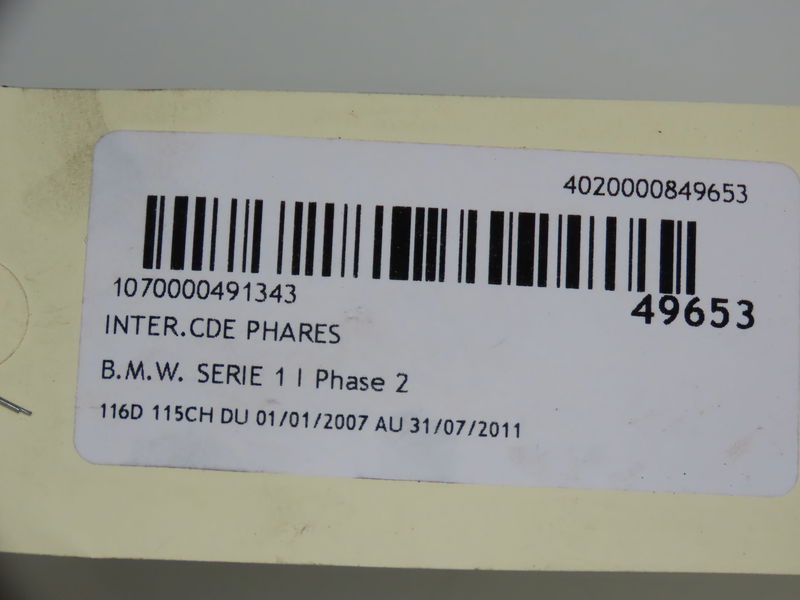 4020000849653
1070000491343
49653
INTER.CDE PHARES
B.M.W. SERIE 1 I Phase 2
116D 115CH DU 01/01/2007 AU 31/07/2011